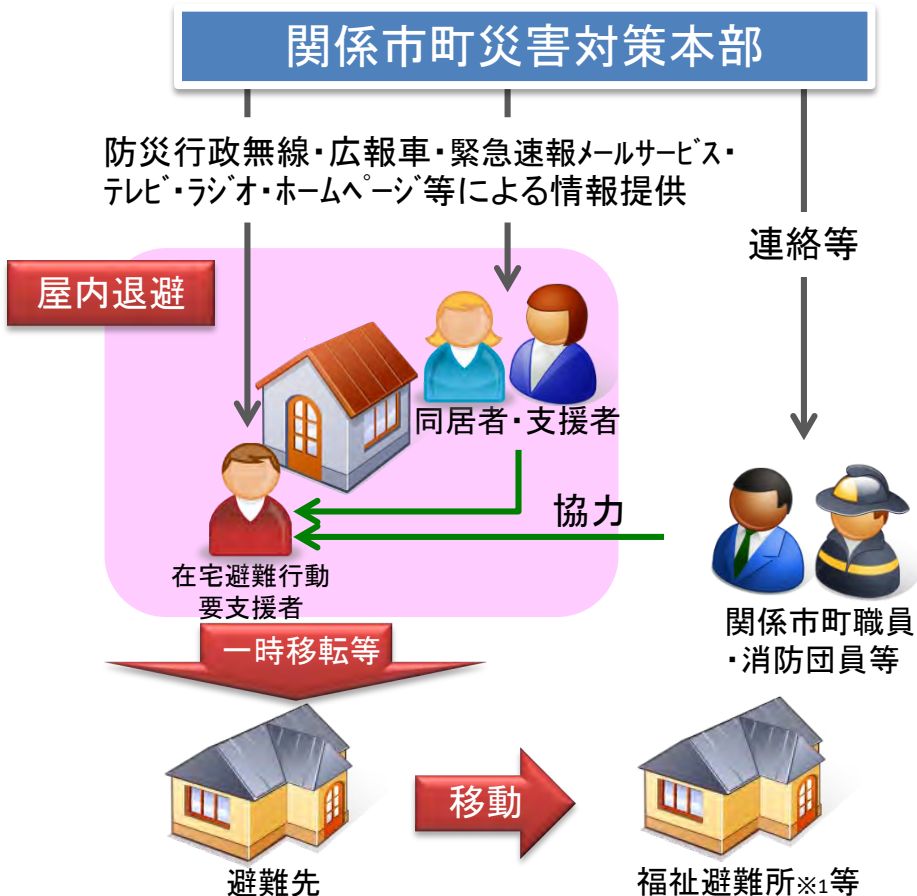 関係市町災害対策本部
防災行政無線・広報車・緊急速報ﾒｰﾙｻｰﾋﾞｽ・
ﾃﾚﾋﾞ・ﾗｼﾞｵ・ﾎｰﾑﾍﾟｰｼﾞ等による情報提供
連絡等
屋内退避
同居者・支援者
協力
在宅避難行動
要支援者
関係市町職員
・消防団員等
一時移転等
移動
避難先
福祉避難所※1等